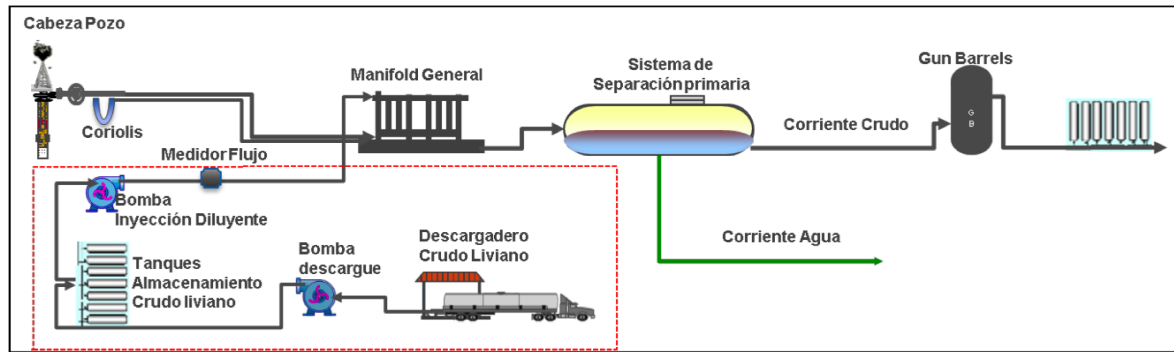 Cabeza Pozo
Coriolis
Manifold General
Sistema de
Separación primaria
Gun Barrels
G
B
Corriente Crudo
Corriente Agua
Medidor Flujo
Bomba
Inyección Diluyente
Tanques
Almacenamiento
Crudo liviano
Bomba
descargue
Descargadero
Crudo Liviano